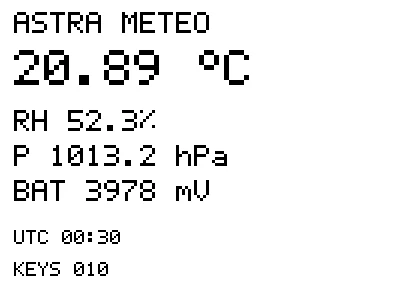 ASTRA METEO
20.89 °C
RH 52.3%
P 1013.2 hPa
BAT 3978 mV
UTC 00:30
KEYS 010